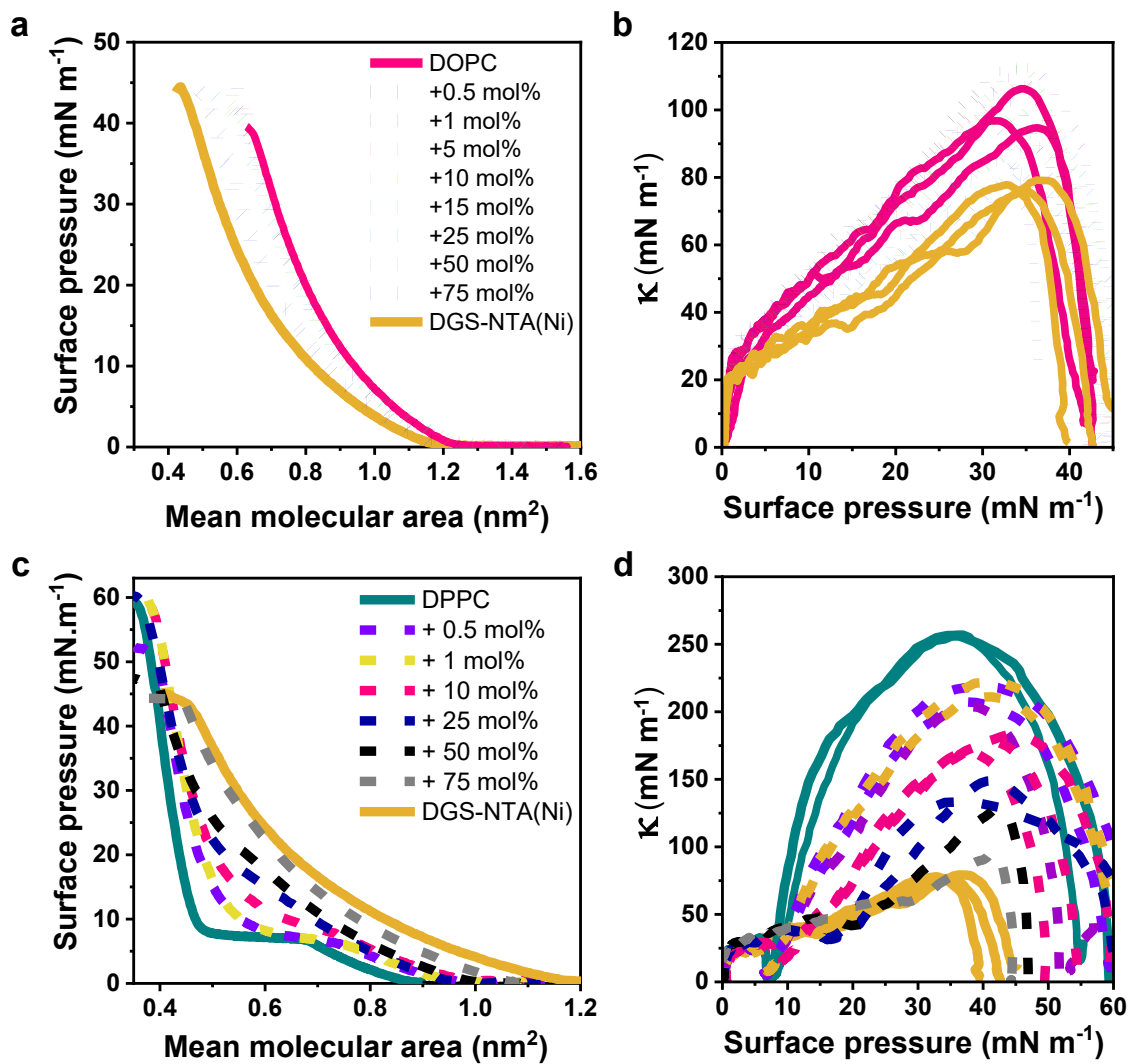 a
Surface pressure (mN m⁻¹)
50
40
30
20
10
0
0.4 0.6 0.8 1.0 1.2 1.4 1.6
Mean molecular area (nm²)
DOPC
+0.5 mol%
+1 mol%
+5 mol%
+10 mol%
+15 mol%
+25 mol%
+50 mol%
+75 mol%
DGS-NTA(Ni)
b
κ (mN m⁻¹)
120
100
80
60
40
20
0
0 10 20 30 40
Surface pressure (mN m⁻¹)
c
Surface pressure (mN.m⁻¹)
60
50
40
30
20
10
0
0.4 0.6 0.8 1.0 1.2
Mean molecular area (nm²)
DPPC
+ 0.5 mol%
+ 1 mol%
+ 10 mol%
+ 25 mol%
+ 50 mol%
+ 75 mol%
DGS-NTA(Ni)
d
κ (mN m⁻¹)
300
250
200
150
100
50
0
0 10 20 30 40 50 60
Surface pressure (mN m⁻¹)